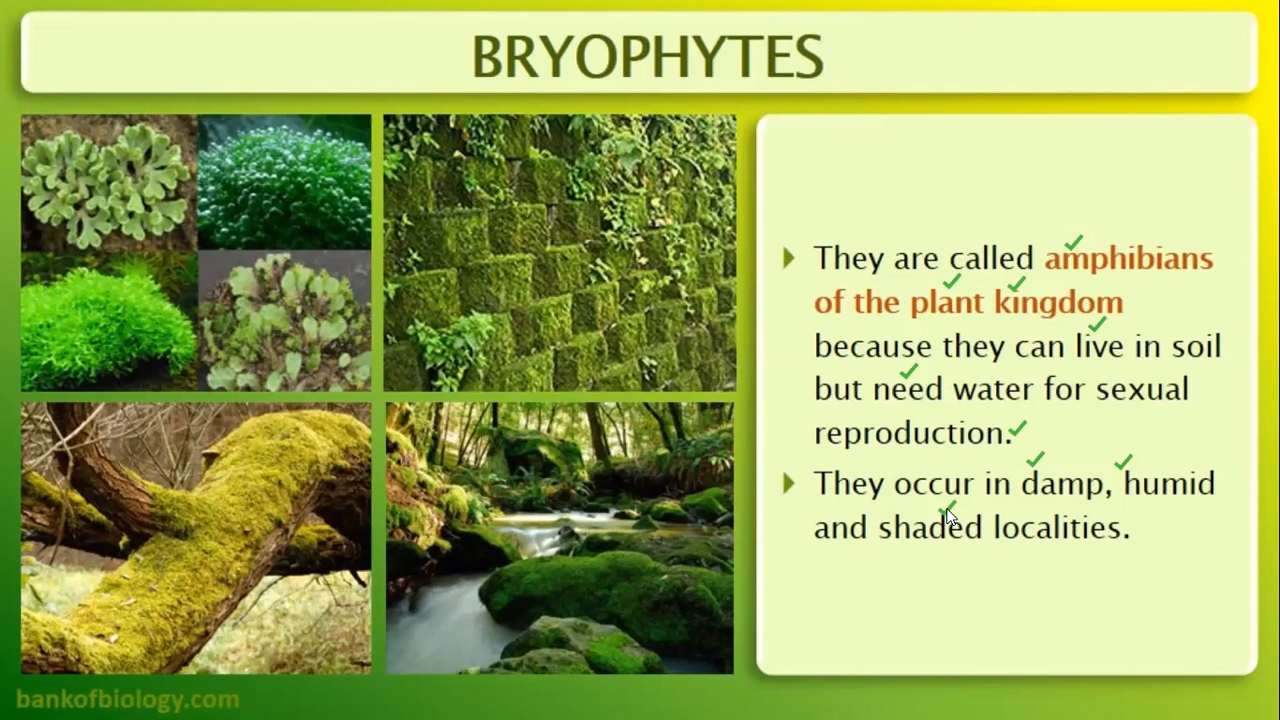 BRYOPHYTES
They are called amphibians
of the plant kingdom
because they can live in soil
but need water for sexual
reproduction.
They occur in damp, humid
and shaded localities.
bankofbiology.com